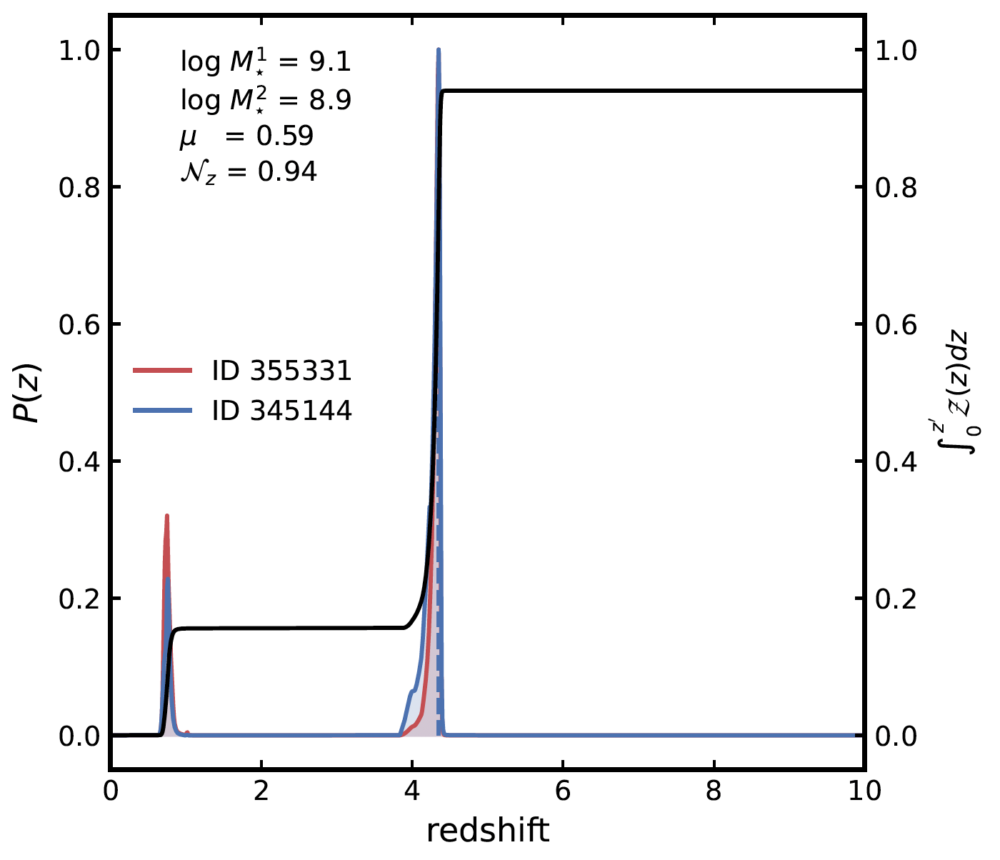 log M⋆¹ = 9.1
log M⋆² = 8.9
μ = 0.59
𝒩z = 0.94
ID 355331
ID 345144
P(z)
1.0
0.8
0.6
0.4
0.2
0.0
1.0
0.8
0.6
0.4
0.2
0.0
∫₀^z′ 𝒵(z)dz
0 2 4 6 8 10
redshift